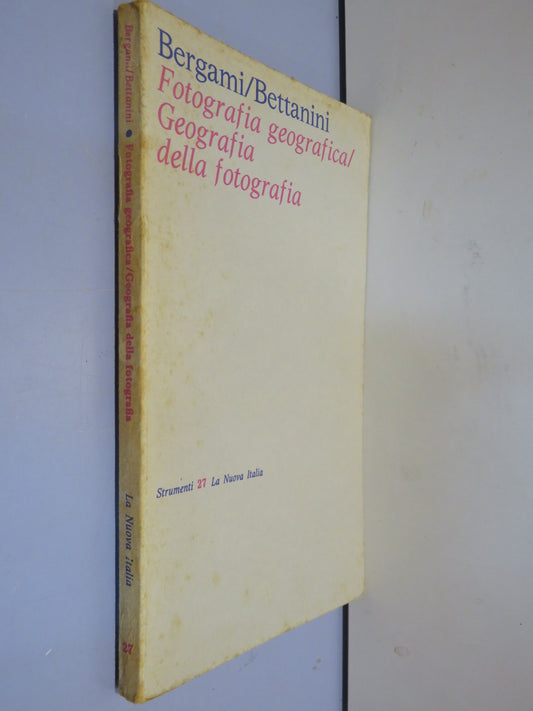 Bergami/Bettanini
Fotografia geografica/
Geografia
della fotografia
Strumenti 27 La Nuova Italia
Bergami/Bettanini • Fotografia geografica/Geografia della fotografia
La Nuova Italia
27